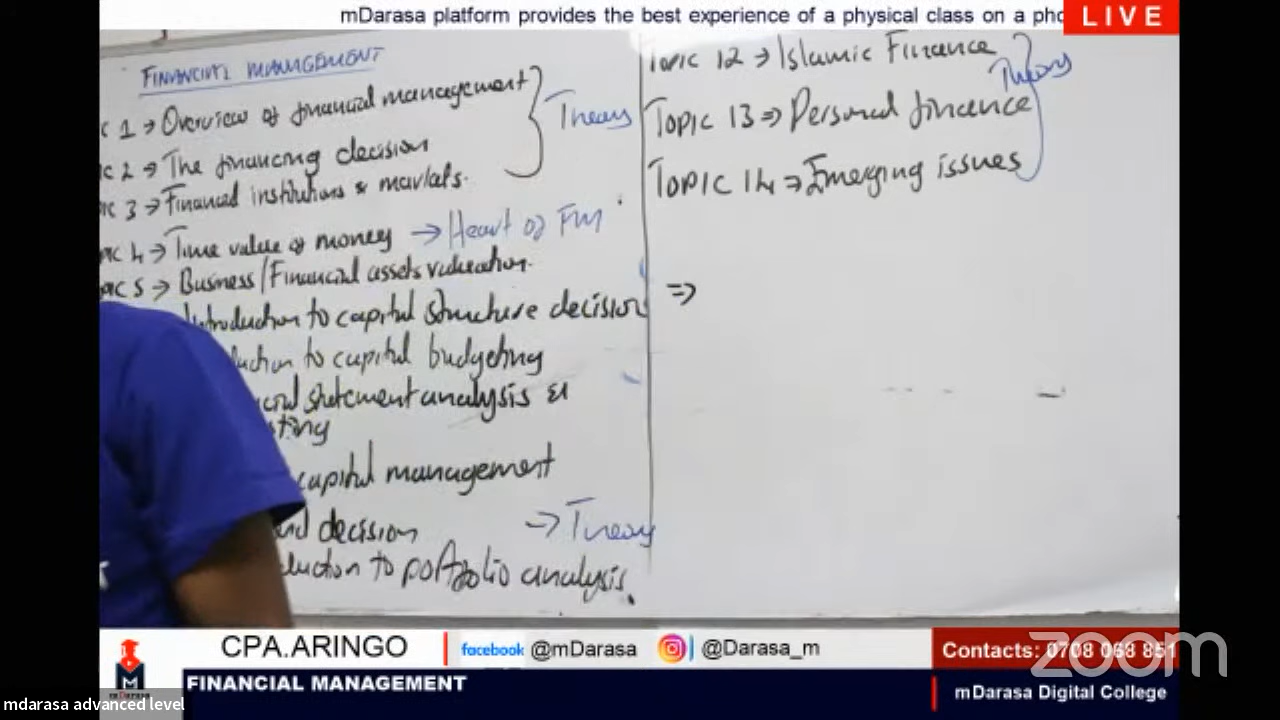 mDarasa platform provides the best experience of a physical class on a pho
LIVE
FINANCIAL MANAGEMENT
c 1 → Overview of financial management
c 2 → The financing decision
Theory
c 3 → Financial institutions & markets.
c 4 → Time value of money → Heart of FM
c 5 → Business/Financial assets valuation.
Introduction to capital structure decision
duction to capital budgeting
cial statement analysis &
sting
capital management
nd decision → Theory
duction to portfolio analysis.
Topic 12 → Islamic Finance
Theory
Topic 13 ⇒ Personal finance
Topic 14 ⇒ Emerging issues
⇒
CPA.ARINGO
facebook @mDarasa
@Darasa_m
Contacts: 0708 068 851
zoom
FINANCIAL MANAGEMENT
mDarasa Digital College
mdarasa advanced level